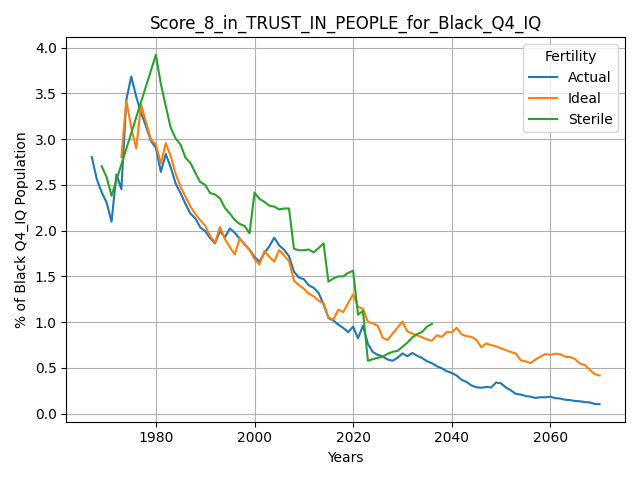 Score_8_in_TRUST_IN_PEOPLE_for_Black_Q4_IQ
Fertility
Actual
Ideal
Sterile
% of Black Q4_IQ Population
4.0
3.5
3.0
2.5
2.0
1.5
1.0
0.5
0.0
1980
2000
2020
2040
2060
Years